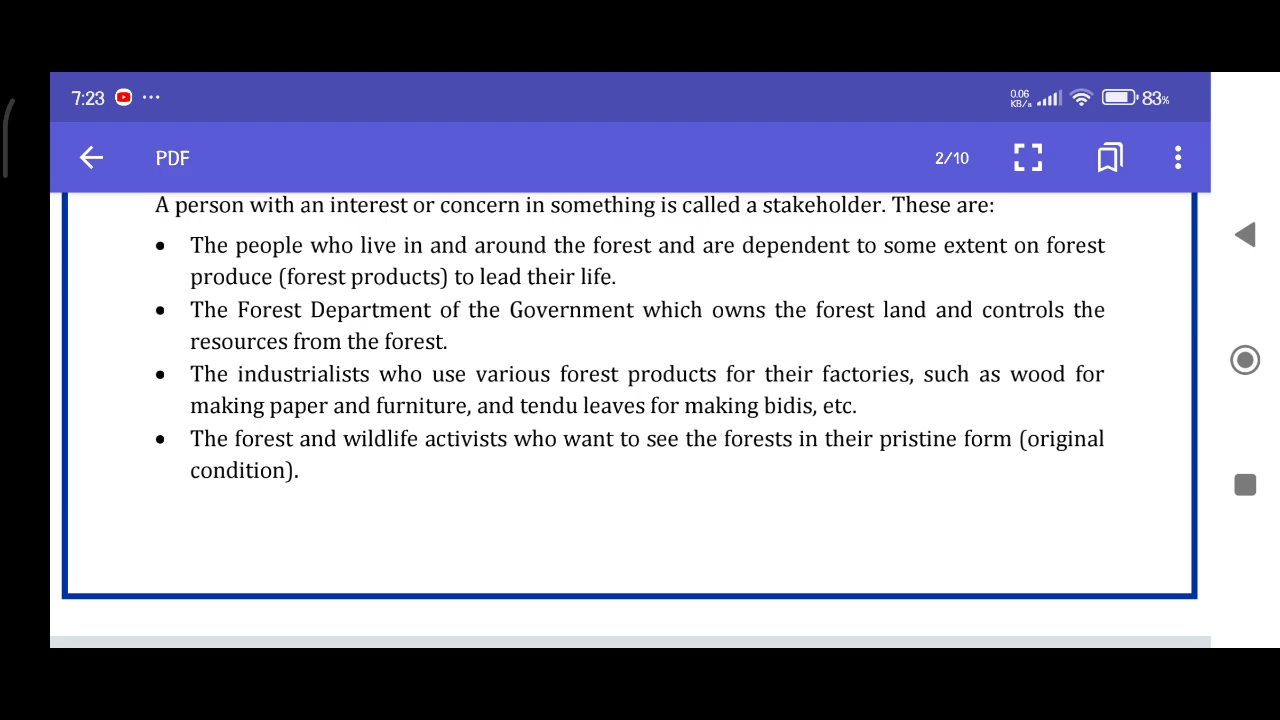 7:23 ...
0.06 KB/s 83%
PDF 2/10
A person with an interest or concern in something is called a stakeholder. These are:
• The people who live in and around the forest and are dependent to some extent on forest
produce (forest products) to lead their life.
• The Forest Department of the Government which owns the forest land and controls the
resources from the forest.
• The industrialists who use various forest products for their factories, such as wood for
making paper and furniture, and tendu leaves for making bidis, etc.
• The forest and wildlife activists who want to see the forests in their pristine form (original
condition).